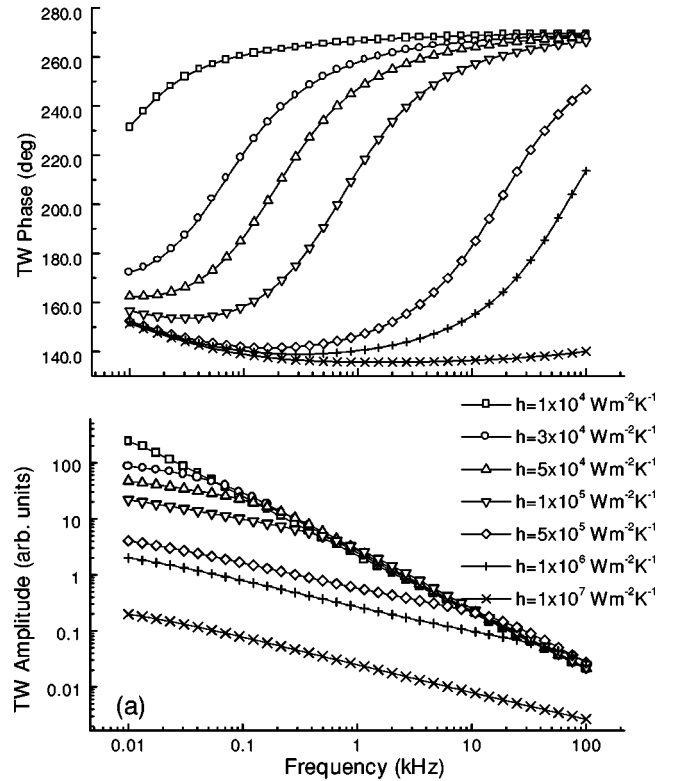 280.0
260.0
240.0
220.0
200.0
180.0
160.0
140.0
TW Phase (deg)
h=1x10⁴ Wm⁻²K⁻¹
h=3x10⁴ Wm⁻²K⁻¹
h=5x10⁴ Wm⁻²K⁻¹
h=1x10⁵ Wm⁻²K⁻¹
h=5x10⁵ Wm⁻²K⁻¹
h=1x10⁶ Wm⁻²K⁻¹
h=1x10⁷ Wm⁻²K⁻¹
100
10
1
0.1
0.01
TW Amplitude (arb. units)
(a)
0.01 0.1 1 10 100
Frequency (kHz)